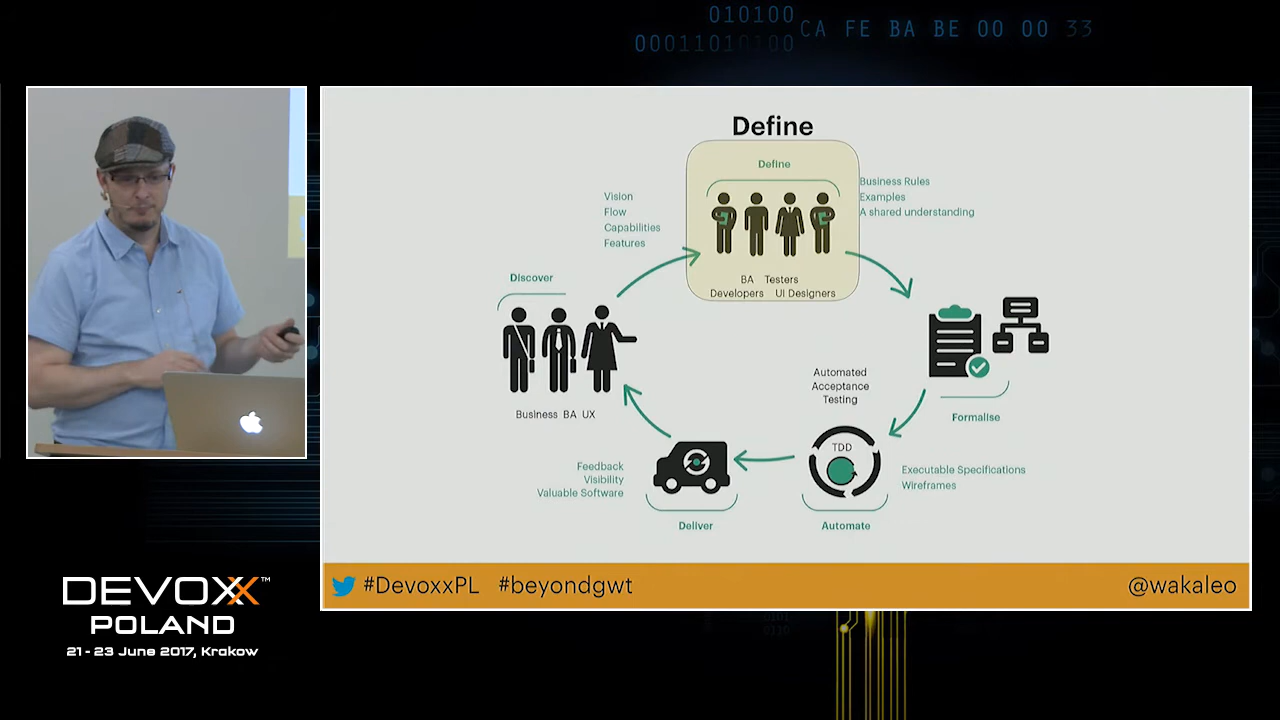 010100
00011010100
CA FE BA BE 00 00 33
Define
Define
Vision
Flow
Capabilities
Features
Business Rules
Examples
A shared understanding
BA Testers
Developers UI Designers
Discover
Business BA UX
Automated
Acceptance
Testing
Formalise
TDD
Executable Specifications
Wireframes
Automate
Feedback
Visibility
Valuable Software
Deliver
#DevoxxPL #beyondgwt
@wakaleo
DEVOXX™
POLAND
21 - 23 June 2017, Krakow